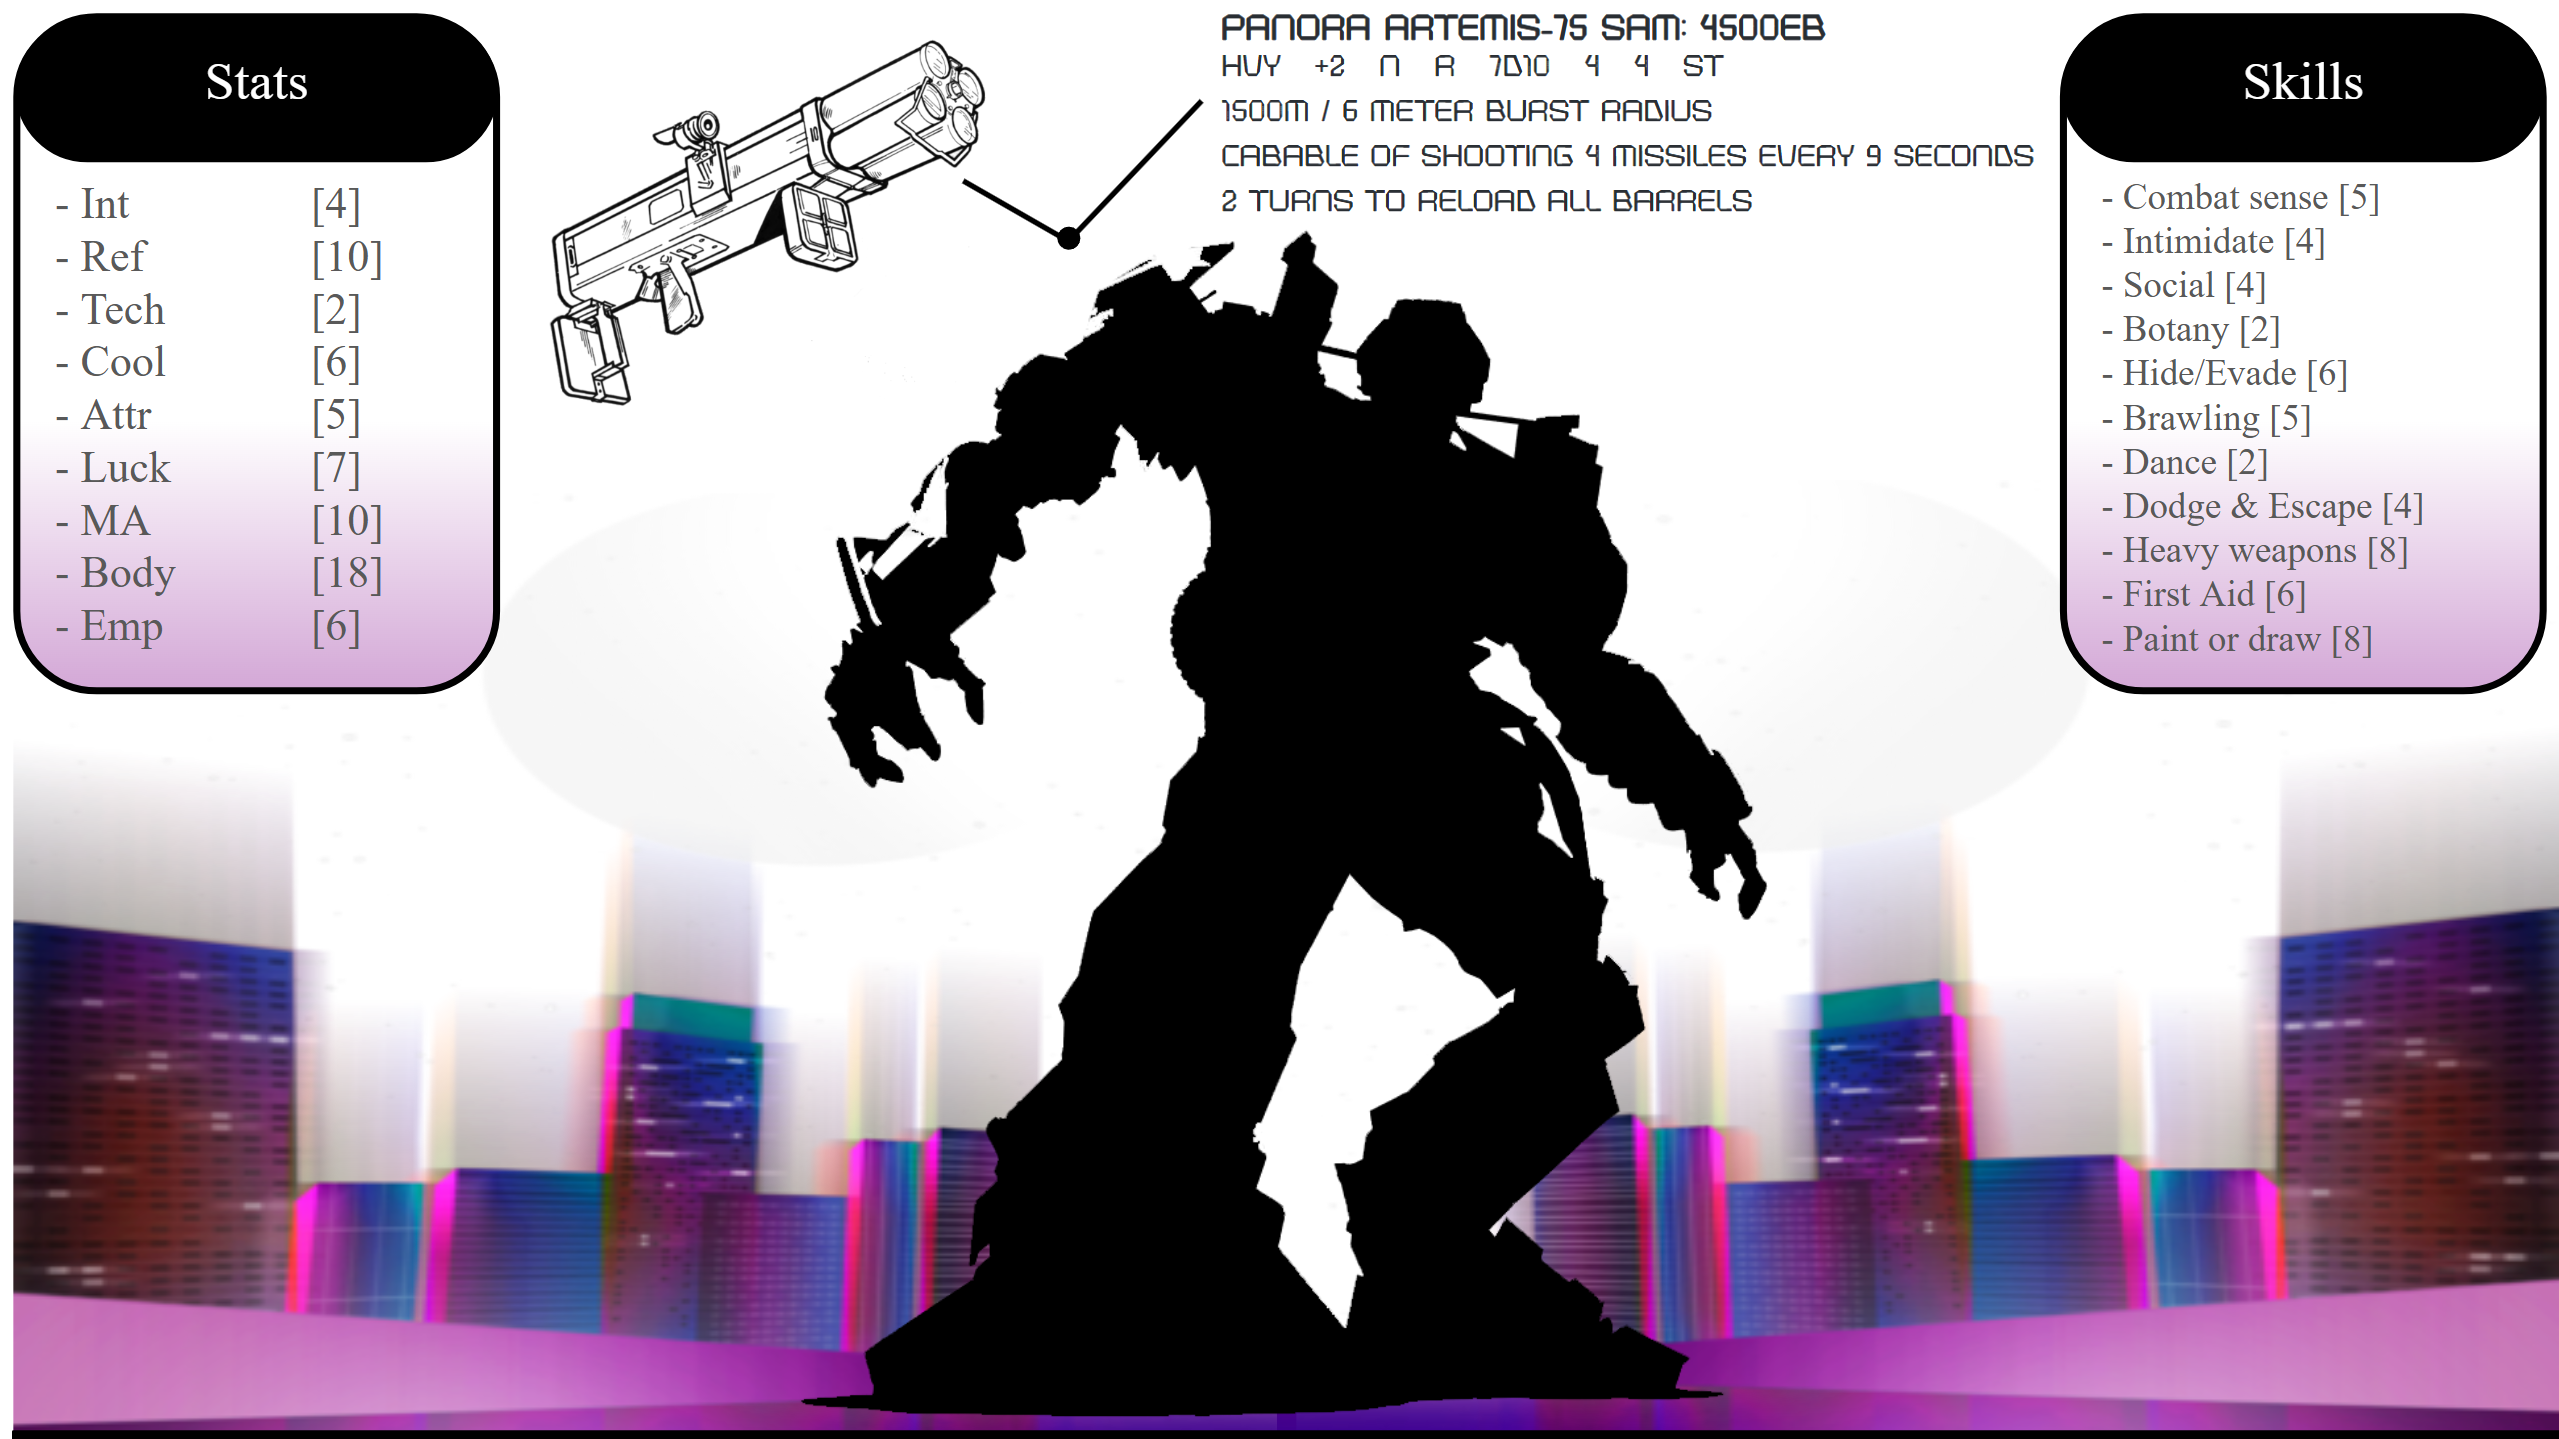 Stats
- Int [4]
- Ref [10]
- Tech [2]
- Cool [6]
- Attr [5]
- Luck [7]
- MA [10]
- Body [18]
- Emp [6]
PANORA ARTEMIS-75 SAM: 4500EB
HVY +2 N R 7D10 4 4 ST
1500M / 6 METER BURST RADIUS
CABABLE OF SHOOTING 4 MISSILES EVERY 9 SECONDS
2 TURNS TO RELOAD ALL BARRELS
Skills
- Combat sense [5]
- Intimidate [4]
- Social [4]
- Botany [2]
- Hide/Evade [6]
- Brawling [5]
- Dance [2]
- Dodge & Escape [4]
- Heavy weapons [8]
- First Aid [6]
- Paint or draw [8]